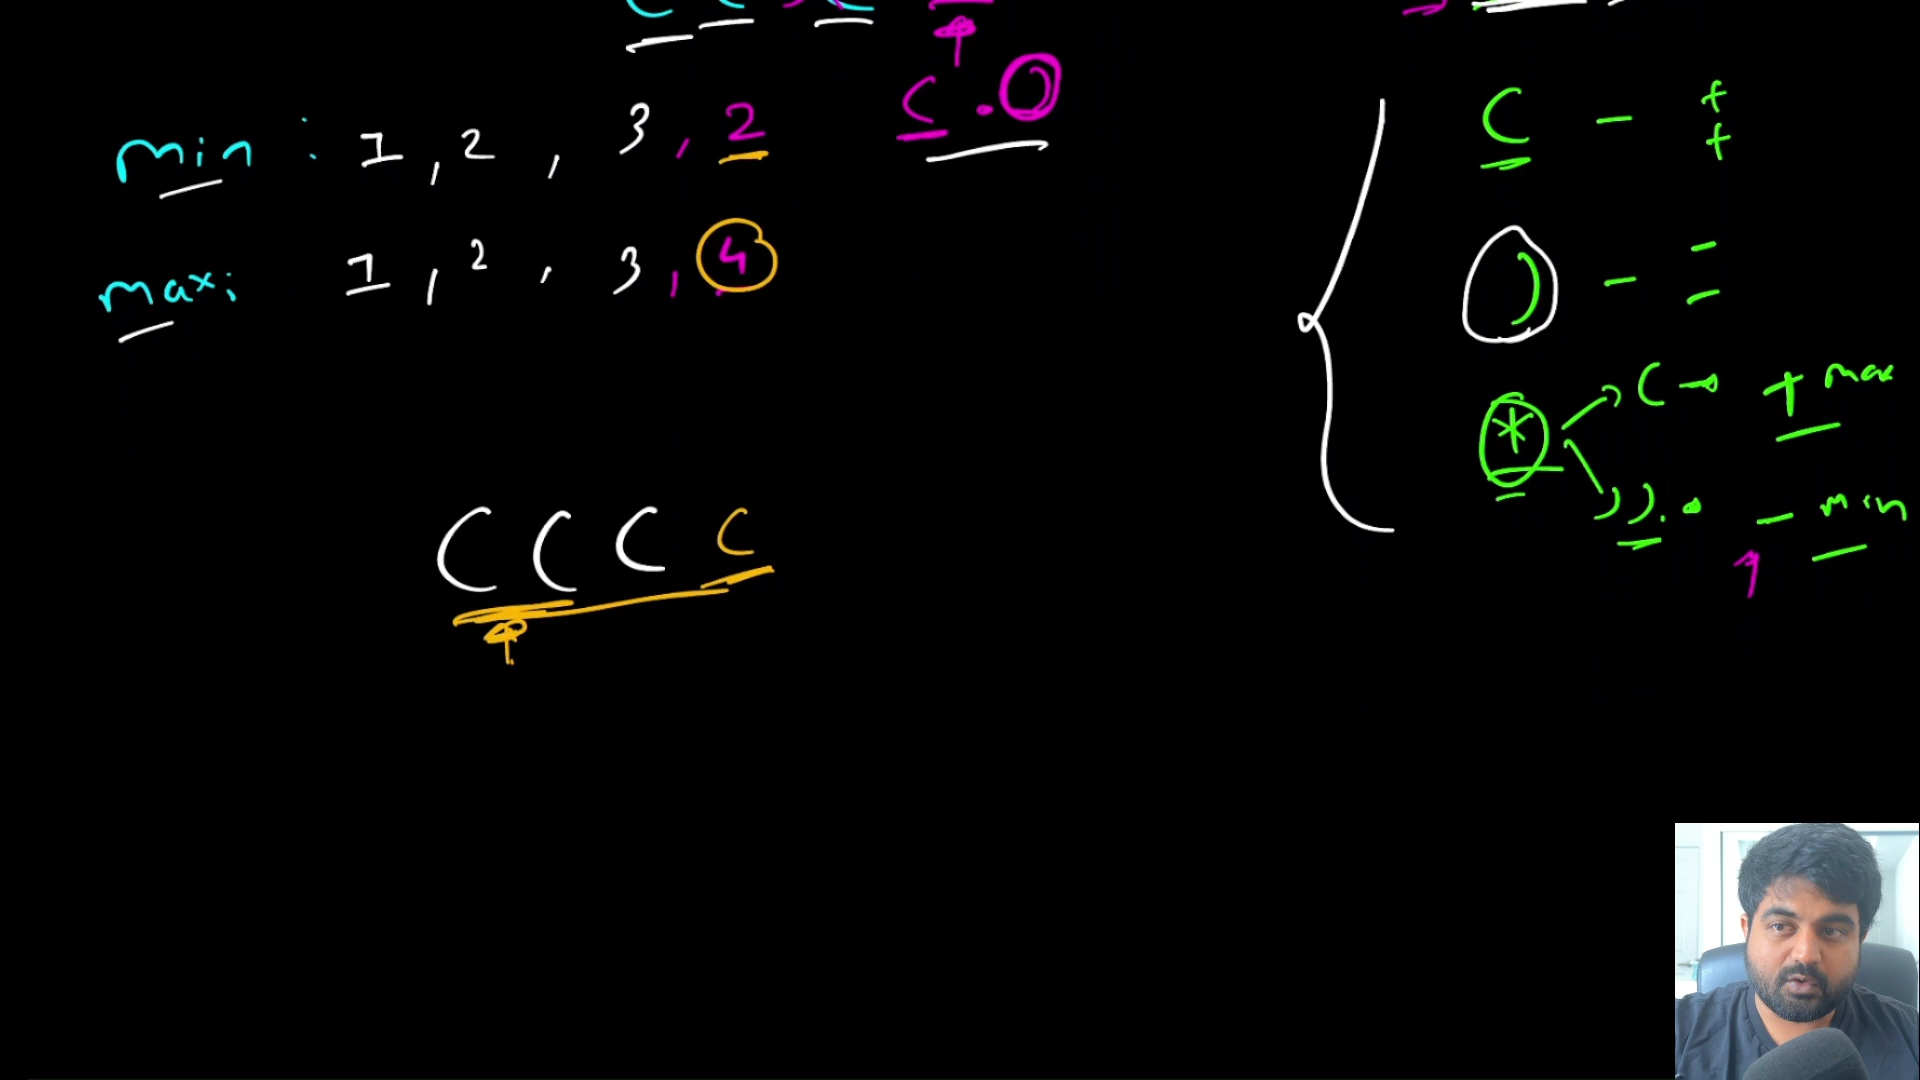 ( . )
min : 1 , 2 , 3 , 2
max : 1 , 2 , 3 , 4
( ( ( (
( - + +
) - - -
* ( → + max
) ) . - min